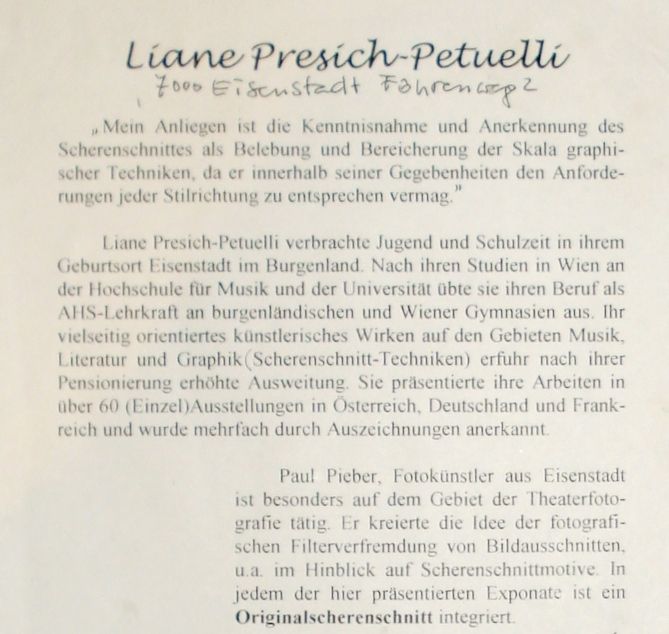 Liane Presich-Petuelli
7000 Eisenstadt Föhrenweg 2
„Mein Anliegen ist die Kenntnisnahme und Anerkennung des
Scherenschnittes als Belebung und Bereicherung der Skala graphi-
scher Techniken, da er innerhalb seiner Gegebenheiten den Anforde-
rungen jeder Stilrichtung zu entsprechen vermag.”
Liane Presich-Petuelli verbrachte Jugend und Schulzeit in ihrem
Geburtsort Eisenstadt im Burgenland. Nach ihren Studien in Wien an
der Hochschule für Musik und der Universität übte sie ihren Beruf als
AHS-Lehrkraft an burgenländischen und Wiener Gymnasien aus. Ihr
vielseitig orientiertes künstlerisches Wirken auf den Gebieten Musik,
Literatur und Graphik(Scherenschnitt-Techniken) erfuhr nach ihrer
Pensionierung erhöhte Ausweitung. Sie präsentierte ihre Arbeiten in
über 60 (Einzel)Ausstellungen in Österreich, Deutschland und Frank-
reich und wurde mehrfach durch Auszeichnungen anerkannt.
Paul Pieber, Fotokünstler aus Eisenstadt
ist besonders auf dem Gebiet der Theaterfoto-
grafie tätig. Er kreierte die Idee der fotografi-
schen Filterverfremdung von Bildausschnitten,
u.a. im Hinblick auf Scherenschnittmotive. In
jedem der hier präsentierten Exponate ist ein
Originalscherenschnitt integriert.